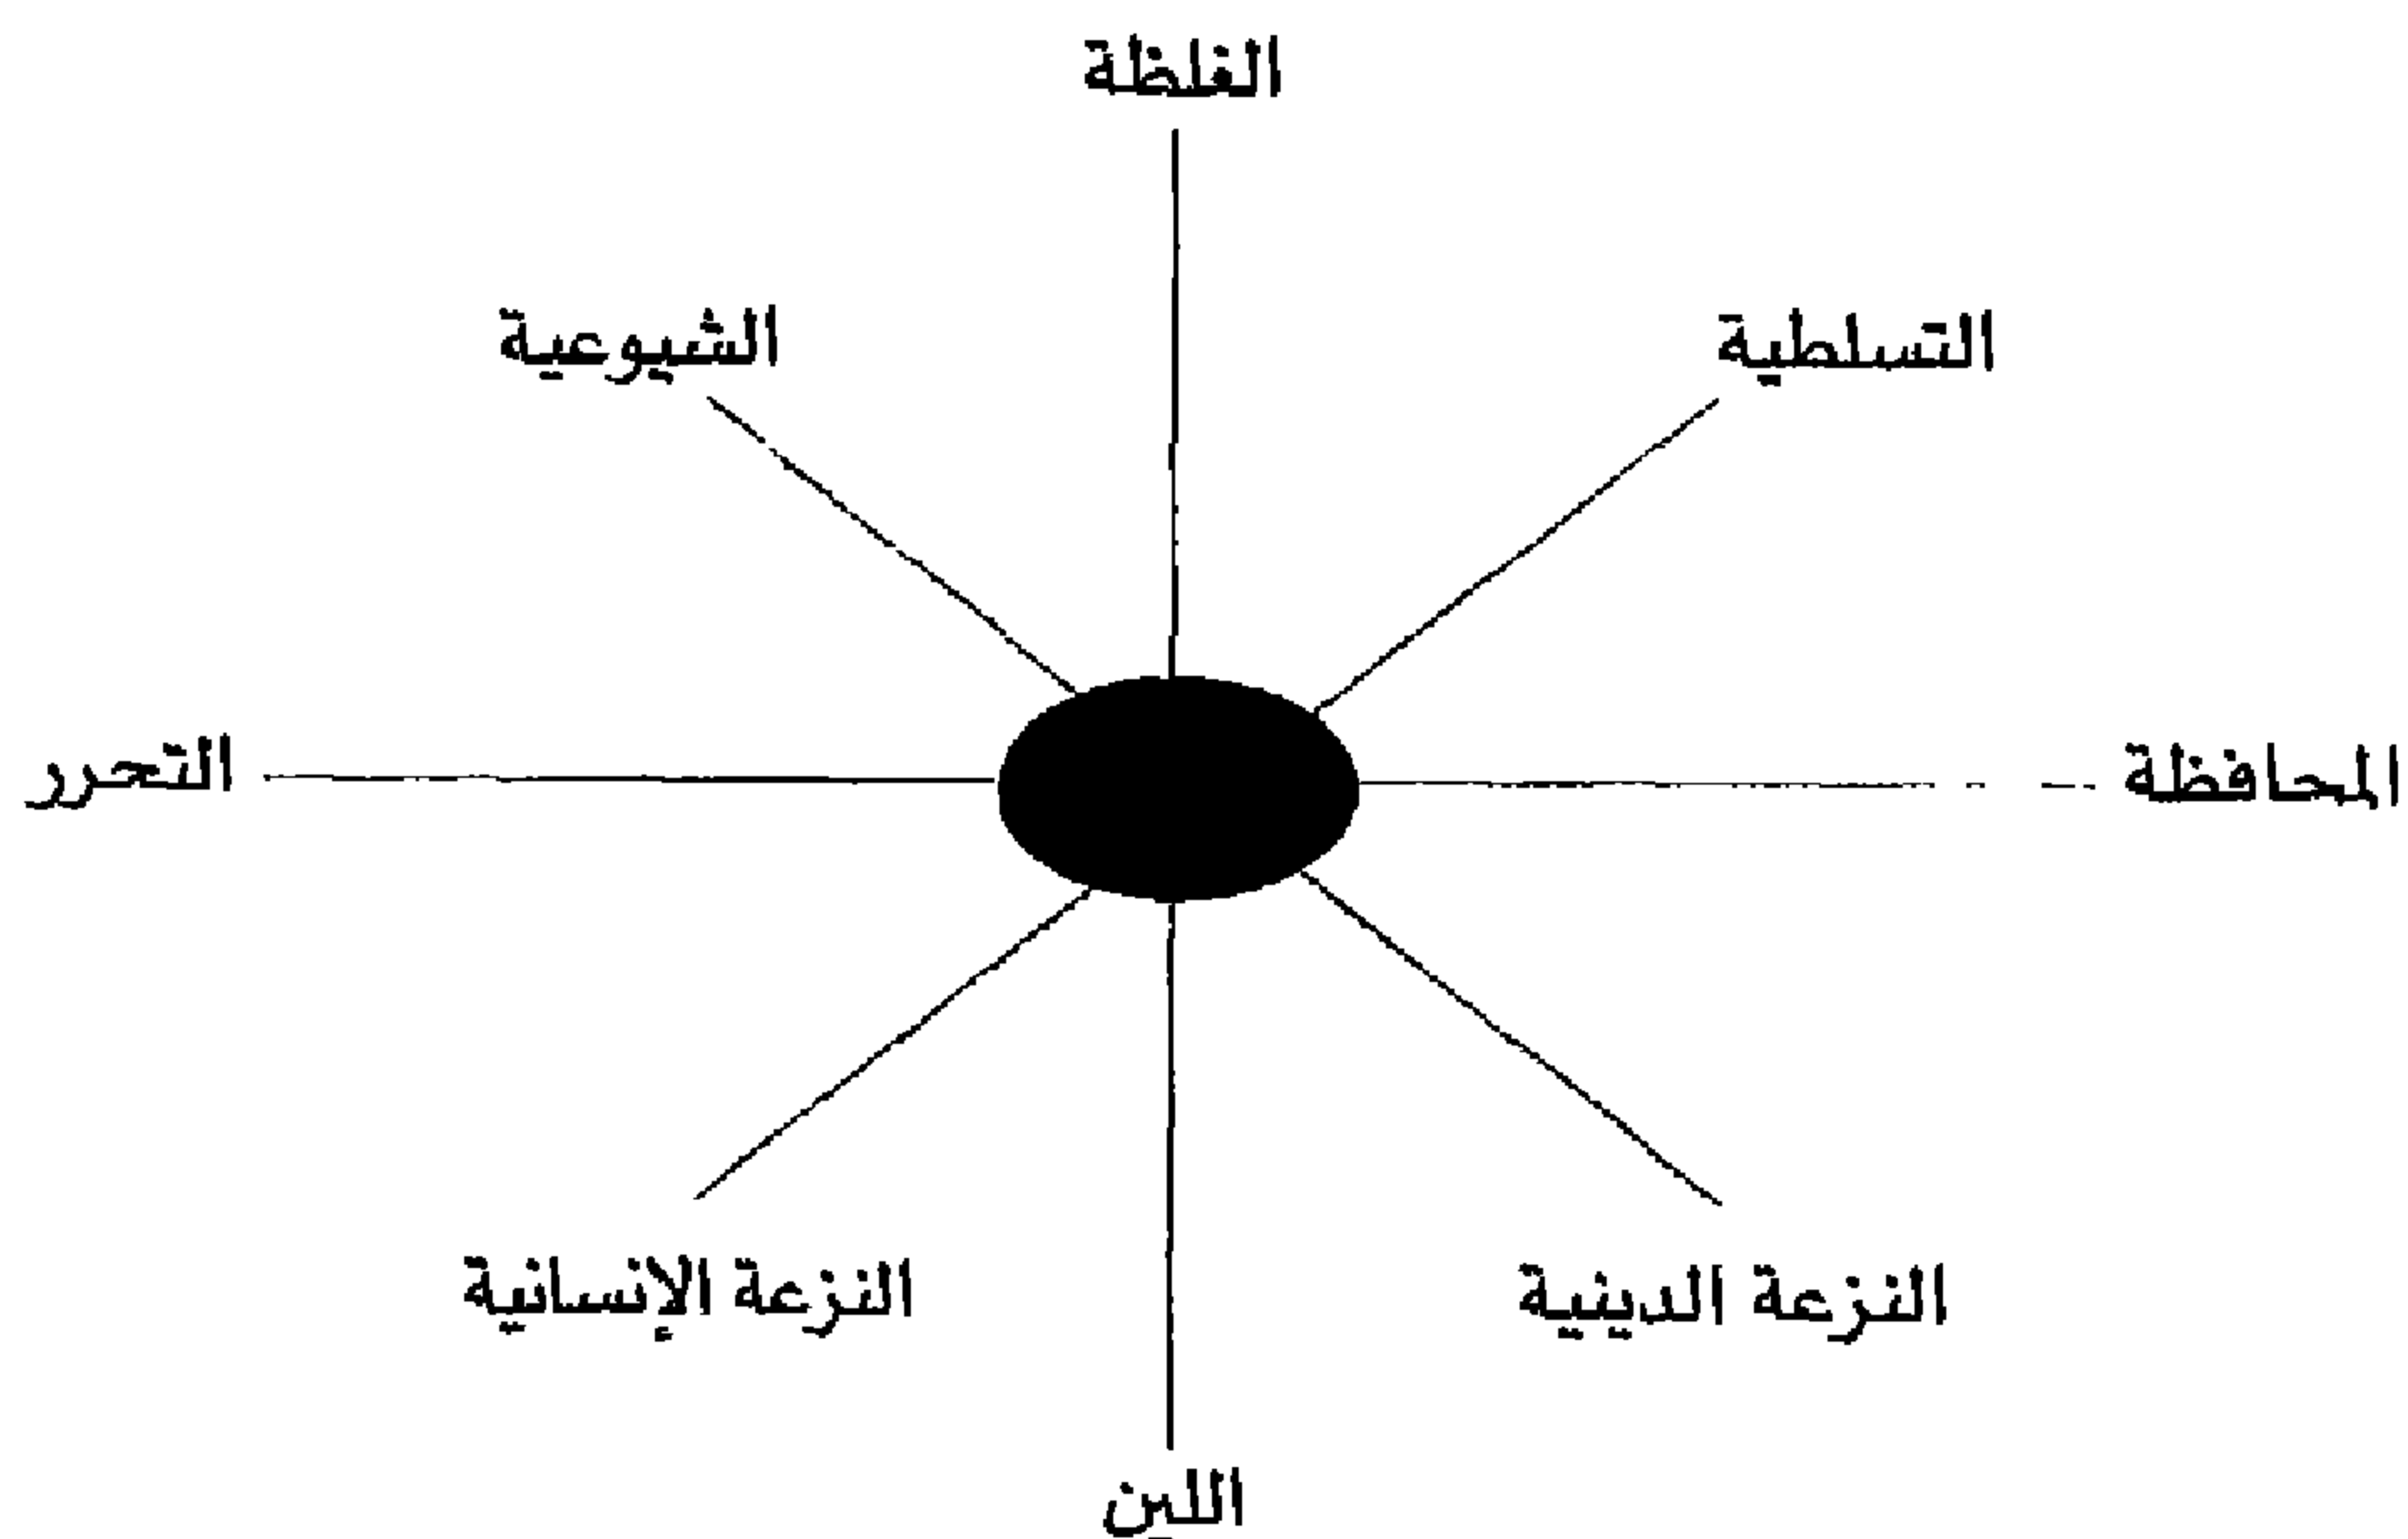 الغلظة
التسلطية
الشيوعية
المحافظة
التحرر
النزعة الدينية
النزعة الإنسانية
اللين